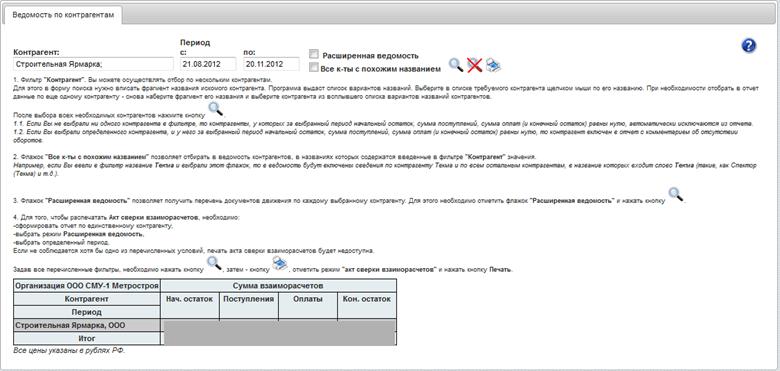 Ведомость по контрагентам
Период
Контрагент: с: по: Расширенная ведомость
Строительная Ярмарка; 21.08.2012 20.11.2012 Все к-ты с похожим названием
1. Фильтр "Контрагент". Вы можете осуществлять отбор по нескольким контрагентам.
Для этого в форму поиска нужно вписать фрагмент названия искомого контрагента. Программа выдаст список вариантов названий. Выберите в списке требуемого контрагента щелчком мыши по его названию. При необходимости отобрать в отчет
данные по еще одному контрагенту - снова наберите фрагмент его названия и выберите контрагента из всплывшего списка вариантов названий контрагентов.
После выбора всех необходимых контрагентов нажмите кнопку .
1.1. Если Вы не выбрали ни одного контрагента в фильтре, то контрагенты, у которых за выбранный период начальный остаток, сумма поступлений, сумма оплат (и конечный остаток) равны нулю, автоматически исключаются из отчета.
1.2. Если Вы выбрали определенного контрагента, и у него за выбранный период начальный остаток, сумма поступлений, сумма оплат (и конечный остаток) равны нулю, то контрагент включен в отчет с комментарием об отсутствии
оборотов.
2. Флажок "Все к-ты с похожим названием" позволяет отбирать в ведомость контрагентов, в названиях которых содержатся введенные в фильтре "Контрагент" значения.
Например, если Вы ввели в фильтр название Текта и выбрали этот флажок, то в ведомость будут включены сведения по контрагенту Текта и по всем остальным контрагентам, в название которых входит слово Текта (такие, как Спектор
(Текта) и т.д.).
3. Флажок "Расширенная ведомость" позволяет получить перечень документов движения по каждому выбранному контрагенту. Для этого необходимо отметить флажок "Расширенная ведомость" и нажать кнопку .
4. Для того, чтобы распечатать Акт сверки взаиморасчетов, необходимо:
-сформировать отчет по единственному контрагенту,
-выбрать режим Расширенная ведомость,
-выбрать определенный период.
Если не соблюдается хотя бы одно из перечисленных условий, печать акта сверки взаиморасчетов будет недоступна.
Задав все перечисленные фильтры, необходимо нажать кнопку , затем - кнопку , отметить режим "акт сверки взаиморасчетов" и нажать кнопку Печать.
Организация ООО СМУ-1 Метростроя Сумма взаиморасчетов
Контрагент Нач. остаток Поступления Оплаты Кон. остаток
Период
Строительная Ярмарка, ООО
Итог
Все цены указаны в рублях РФ.